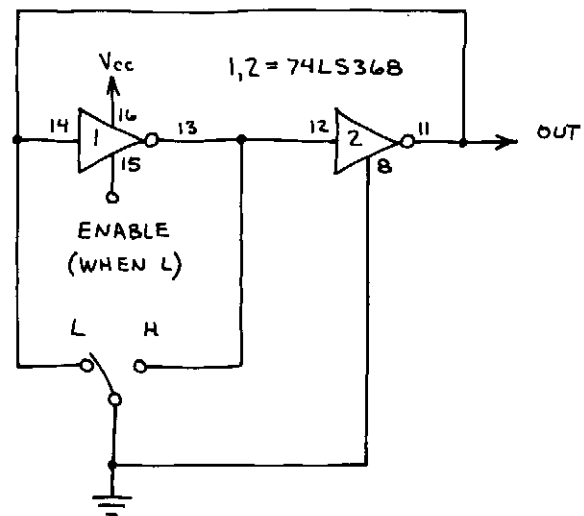 Vcc
1,2 = 74LS368
16
14
1
13
12
2
11
OUT
15
8
ENABLE
(WHEN L)
L
H